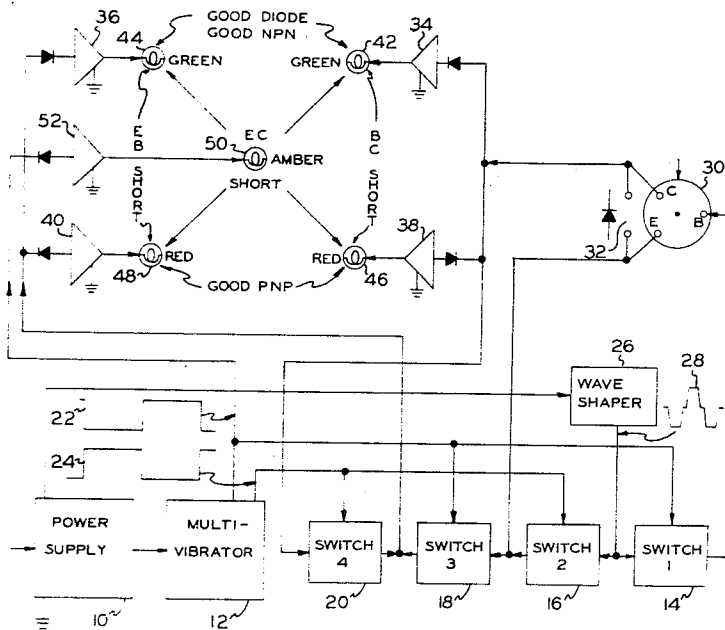 GOOD DIODE
GOOD NPN
36
44
GREEN
42
34
GREEN
52
EB SHORT
EC
50
AMBER
SHORT
BC SHORT
30
C
B
E
32
40
RED
48
GOOD PNP
RED
46
38
26
WAVE
SHAPER
28
22
24
POWER
SUPPLY
10
MULTI-
VIBRATOR
12
SWITCH
4
20
SWITCH
3
18
SWITCH
2
16
SWITCH
1
14